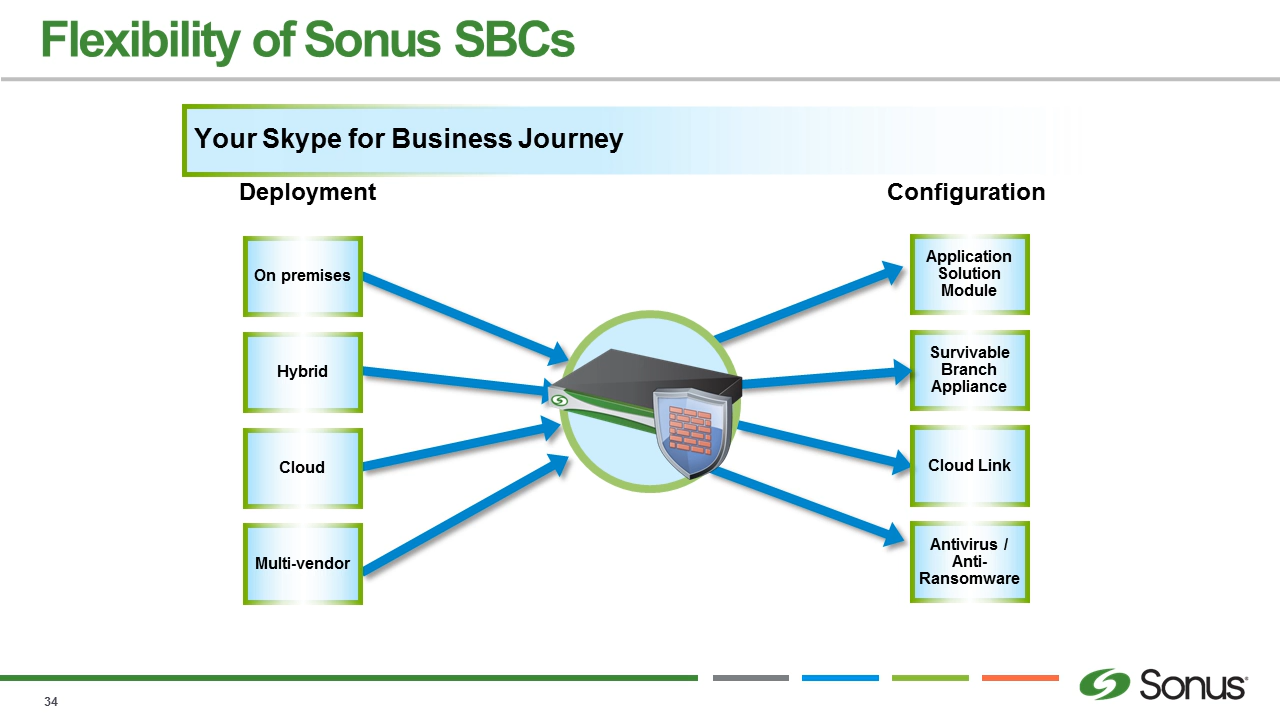 Flexibility of Sonus SBCs
Your Skype for Business Journey
Deployment
Configuration
On premises
Hybrid
Cloud
Multi-vendor
Application
Solution
Module
Survivable
Branch
Appliance
Cloud Link
Antivirus /
Anti-
Ransomware
34
Sonus